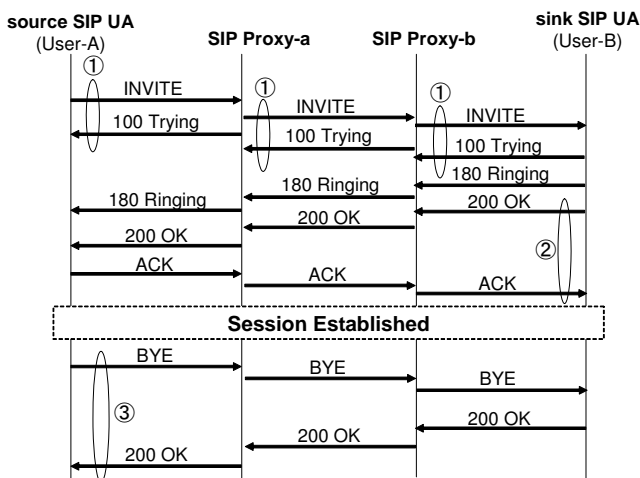 source SIP UA
(User-A)
SIP Proxy-a
SIP Proxy-b
sink SIP UA
(User-B)
①
INVITE
①
INVITE
①
INVITE
100 Trying
100 Trying
100 Trying
180 Ringing
180 Ringing
180 Ringing
200 OK
200 OK
200 OK
②
ACK
ACK
ACK
Session Established
BYE
BYE
BYE
③
200 OK
200 OK
200 OK